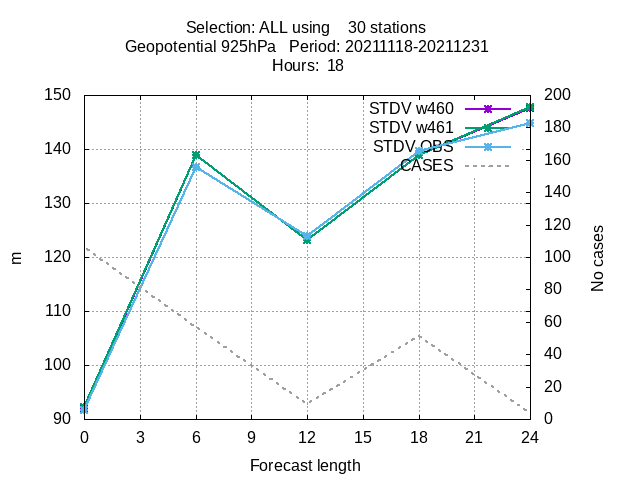 Selection: ALL using    30 stations
Geopotential 925hPa   Period: 20211118-20211231
Hours:  18
150
140
130
120
110
100
90
m
200
180
160
140
120
100
80
60
40
20
0
No cases
STDV w460
STDV w461
STDV OBS
CASES
0 3 6 9 12 15 18 21 24
Forecast length